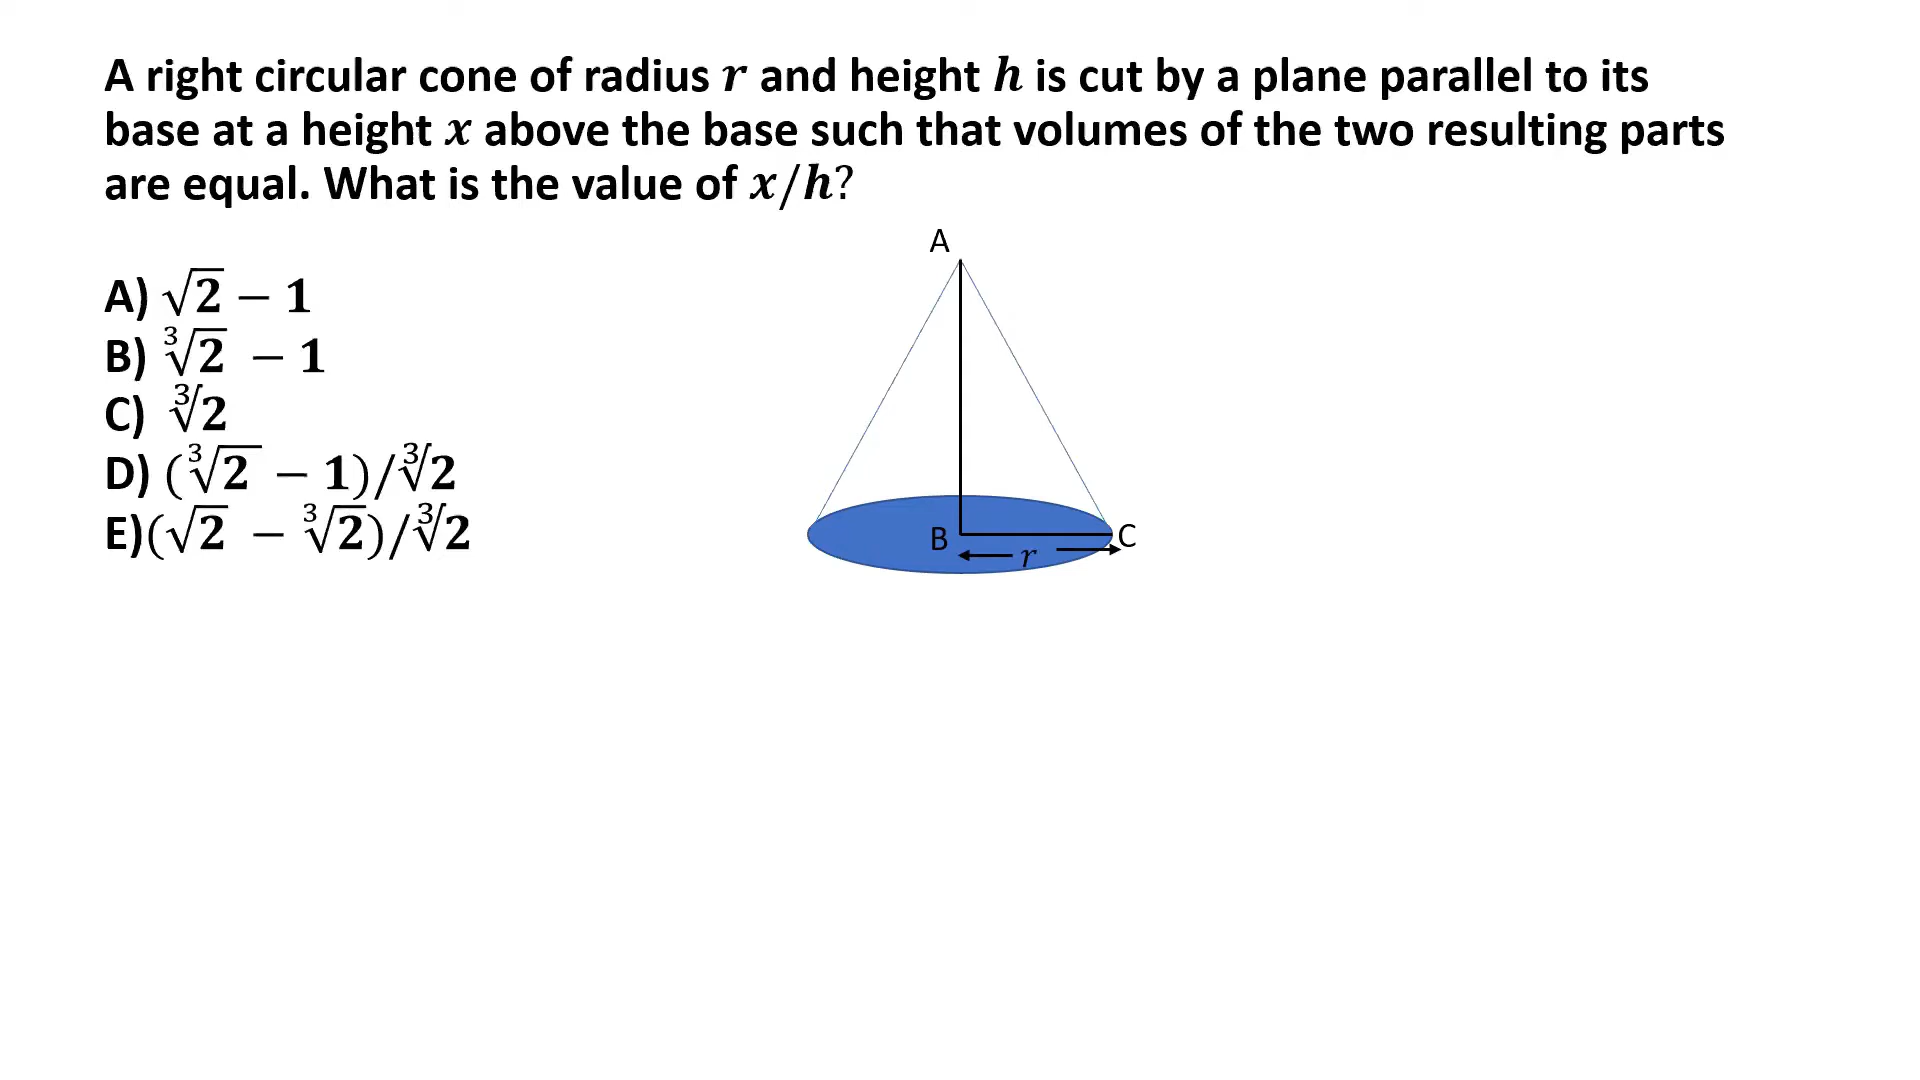 A right circular cone of radius r and height h is cut by a plane parallel to its
base at a height x above the base such that volumes of the two resulting parts
are equal. What is the value of x/h?
A
A) √2 − 1
B) ∛2 − 1
C) ∛2
D) (∛2 − 1)/∛2
E)(√2 − ∛2)/∛2
B
C
r